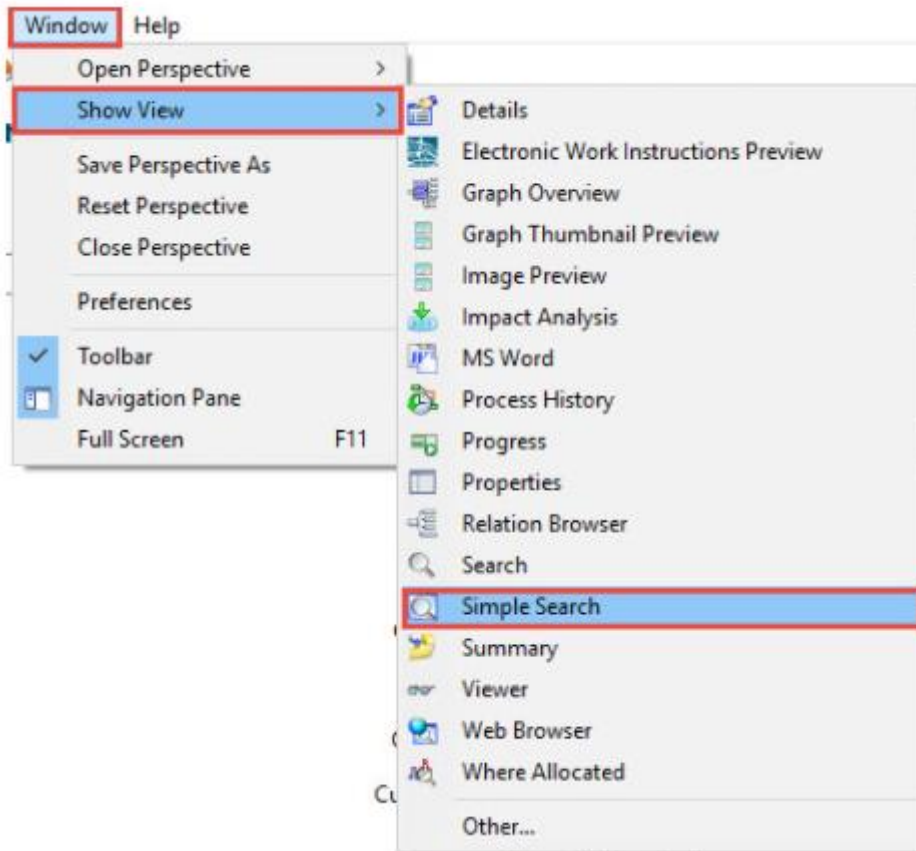 Window Help
Open Perspective >
Show View >
Save Perspective As
Reset Perspective
Close Perspective
Preferences
Toolbar
Navigation Pane
Full Screen F11
Details
Electronic Work Instructions Preview
Graph Overview
Graph Thumbnail Preview
Image Preview
Impact Analysis
MS Word
Process History
Progress
Properties
Relation Browser
Search
Simple Search
Summary
Viewer
Web Browser
Where Allocated
Other...
Cu